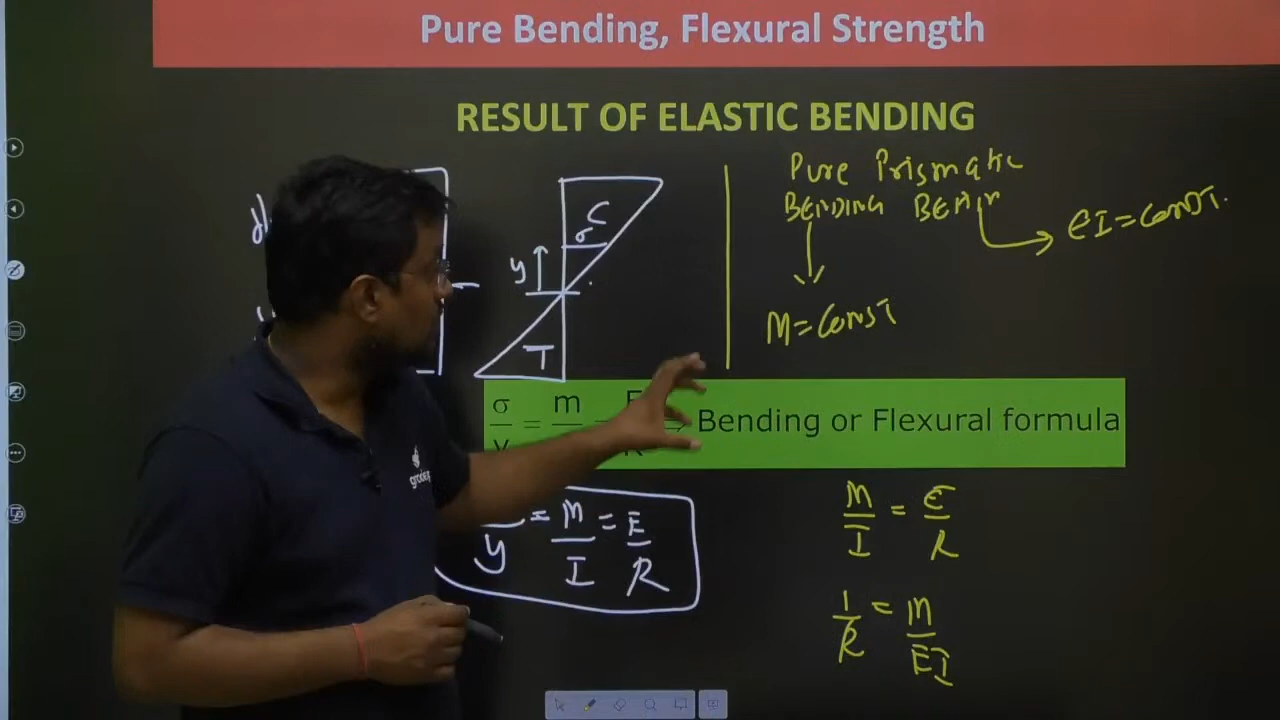 Pure Bending, Flexural Strength
RESULT OF ELASTIC BENDING
C
σ
y
T
Pure Prismatic
BENDING BEAM
EI = CONST.
M = CONST
σ = m
Bending or Flexural formula
y = M/I = E/R
M/I = E/R
1/R = M/EI